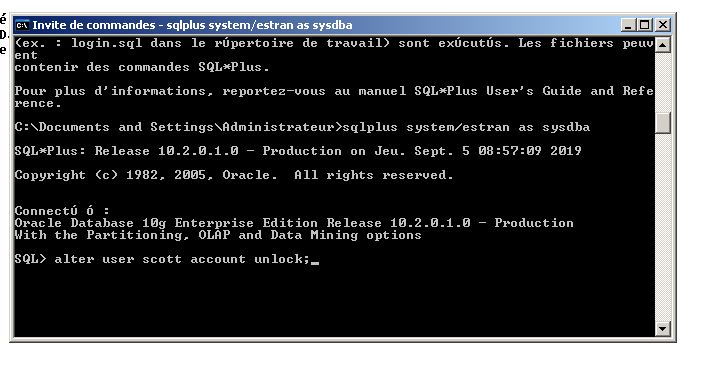 é
D.
e
Invite de commandes - sqlplus system/estran as sysdba
(ex. : login.sql dans le rúpertoire de travail) sont exÚcutÚs. Les fichiers peuv
ent
contenir des commandes SQL*Plus.
Pour plus d'informations, reportez-vous au manuel SQL*Plus User's Guide and Refe
rence.
C:\Documents and Settings\Administrateur>sqlplus system/estran as sysdba
SQL*Plus: Release 10.2.0.1.0 - Production on Jeu. Sept. 5 08:57:09 2019
Copyright (c) 1982, 2005, Oracle.  All rights reserved.
Connectú ó :
Oracle Database 10g Enterprise Edition Release 10.2.0.1.0 - Production
With the Partitioning, OLAP and Data Mining options
SQL> alter user scott account unlock;_